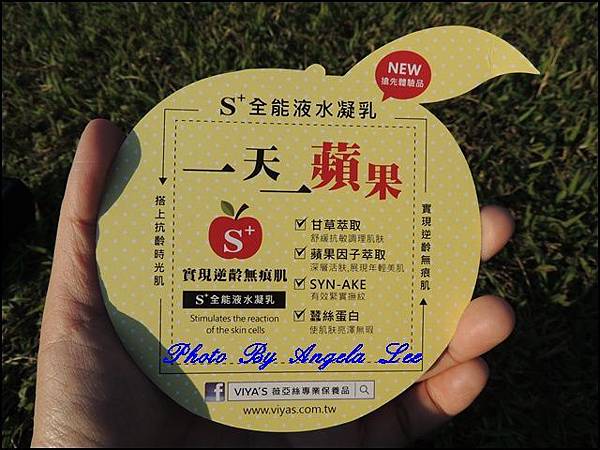 NEW
搶先體驗品
S+全能液水凝乳
一天一蘋果
搭上抗齡時光肌
實現逆齡無痕肌
S+
實現逆齡無痕肌
S+全能液水凝乳
Stimulates the reaction
of the skin cells
甘草萃取
舒緩抗敏調理肌膚
蘋果因子萃取
深層活膚,展現年輕美肌
SYN-AKE
有效緊實撫紋
蠶絲蛋白
使肌膚亮澤無瑕
Photo By Angela Lee
f VIYA'S 薇亞絲專業保養品
www.viyas.com.tw